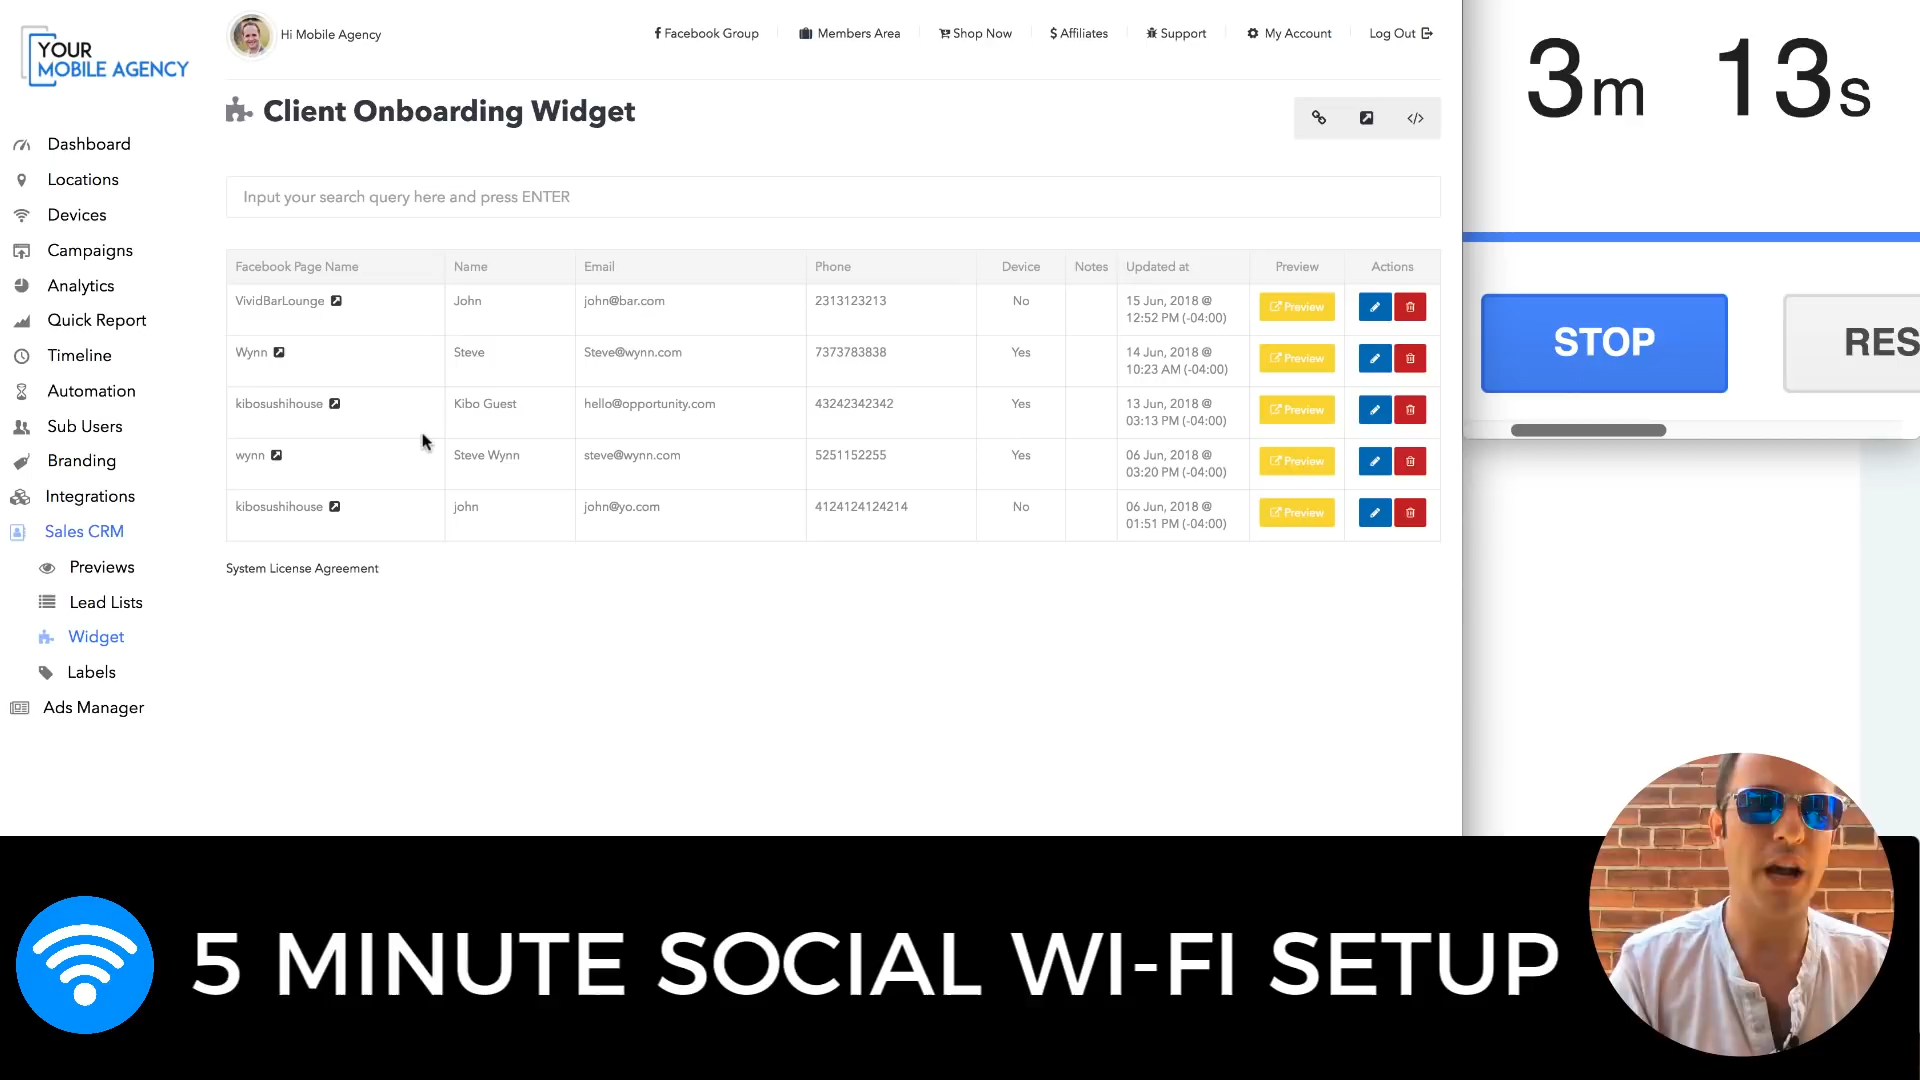 YOUR
MOBILE AGENCY
Hi Mobile Agency
Facebook Group
Members Area
Shop Now
$ Affiliates
Support
My Account
Log Out
Dashboard
Locations
Devices
Campaigns
Analytics
Quick Report
Timeline
Automation
Sub Users
Branding
Integrations
Sales CRM
Previews
Lead Lists
Widget
Labels
Ads Manager
Client Onboarding Widget
</>
Input your search query here and press ENTER
Facebook Page Name Name Email Phone Device Notes Updated at Preview Actions
VividBarLounge John john@bar.com 2313123213 No 15 Jun, 2018 @
12:52 PM (-04:00)
Preview
Wynn Steve Steve@wynn.com 7373783838 Yes 14 Jun, 2018 @
10:23 AM (-04:00)
Preview
kibosushihouse Kibo Guest hello@opportunity.com 43242342342 Yes 13 Jun, 2018 @
03:13 PM (-04:00)
Preview
wynn Steve Wynn steve@wynn.com 5251152255 Yes 06 Jun, 2018 @
03:20 PM (-04:00)
Preview
kibosushihouse john john@yo.com 4124124124214 No 06 Jun, 2018 @
01:51 PM (-04:00)
Preview
System License Agreement
3m 13s
STOP
RES
5 MINUTE SOCIAL WI-FI SETUP